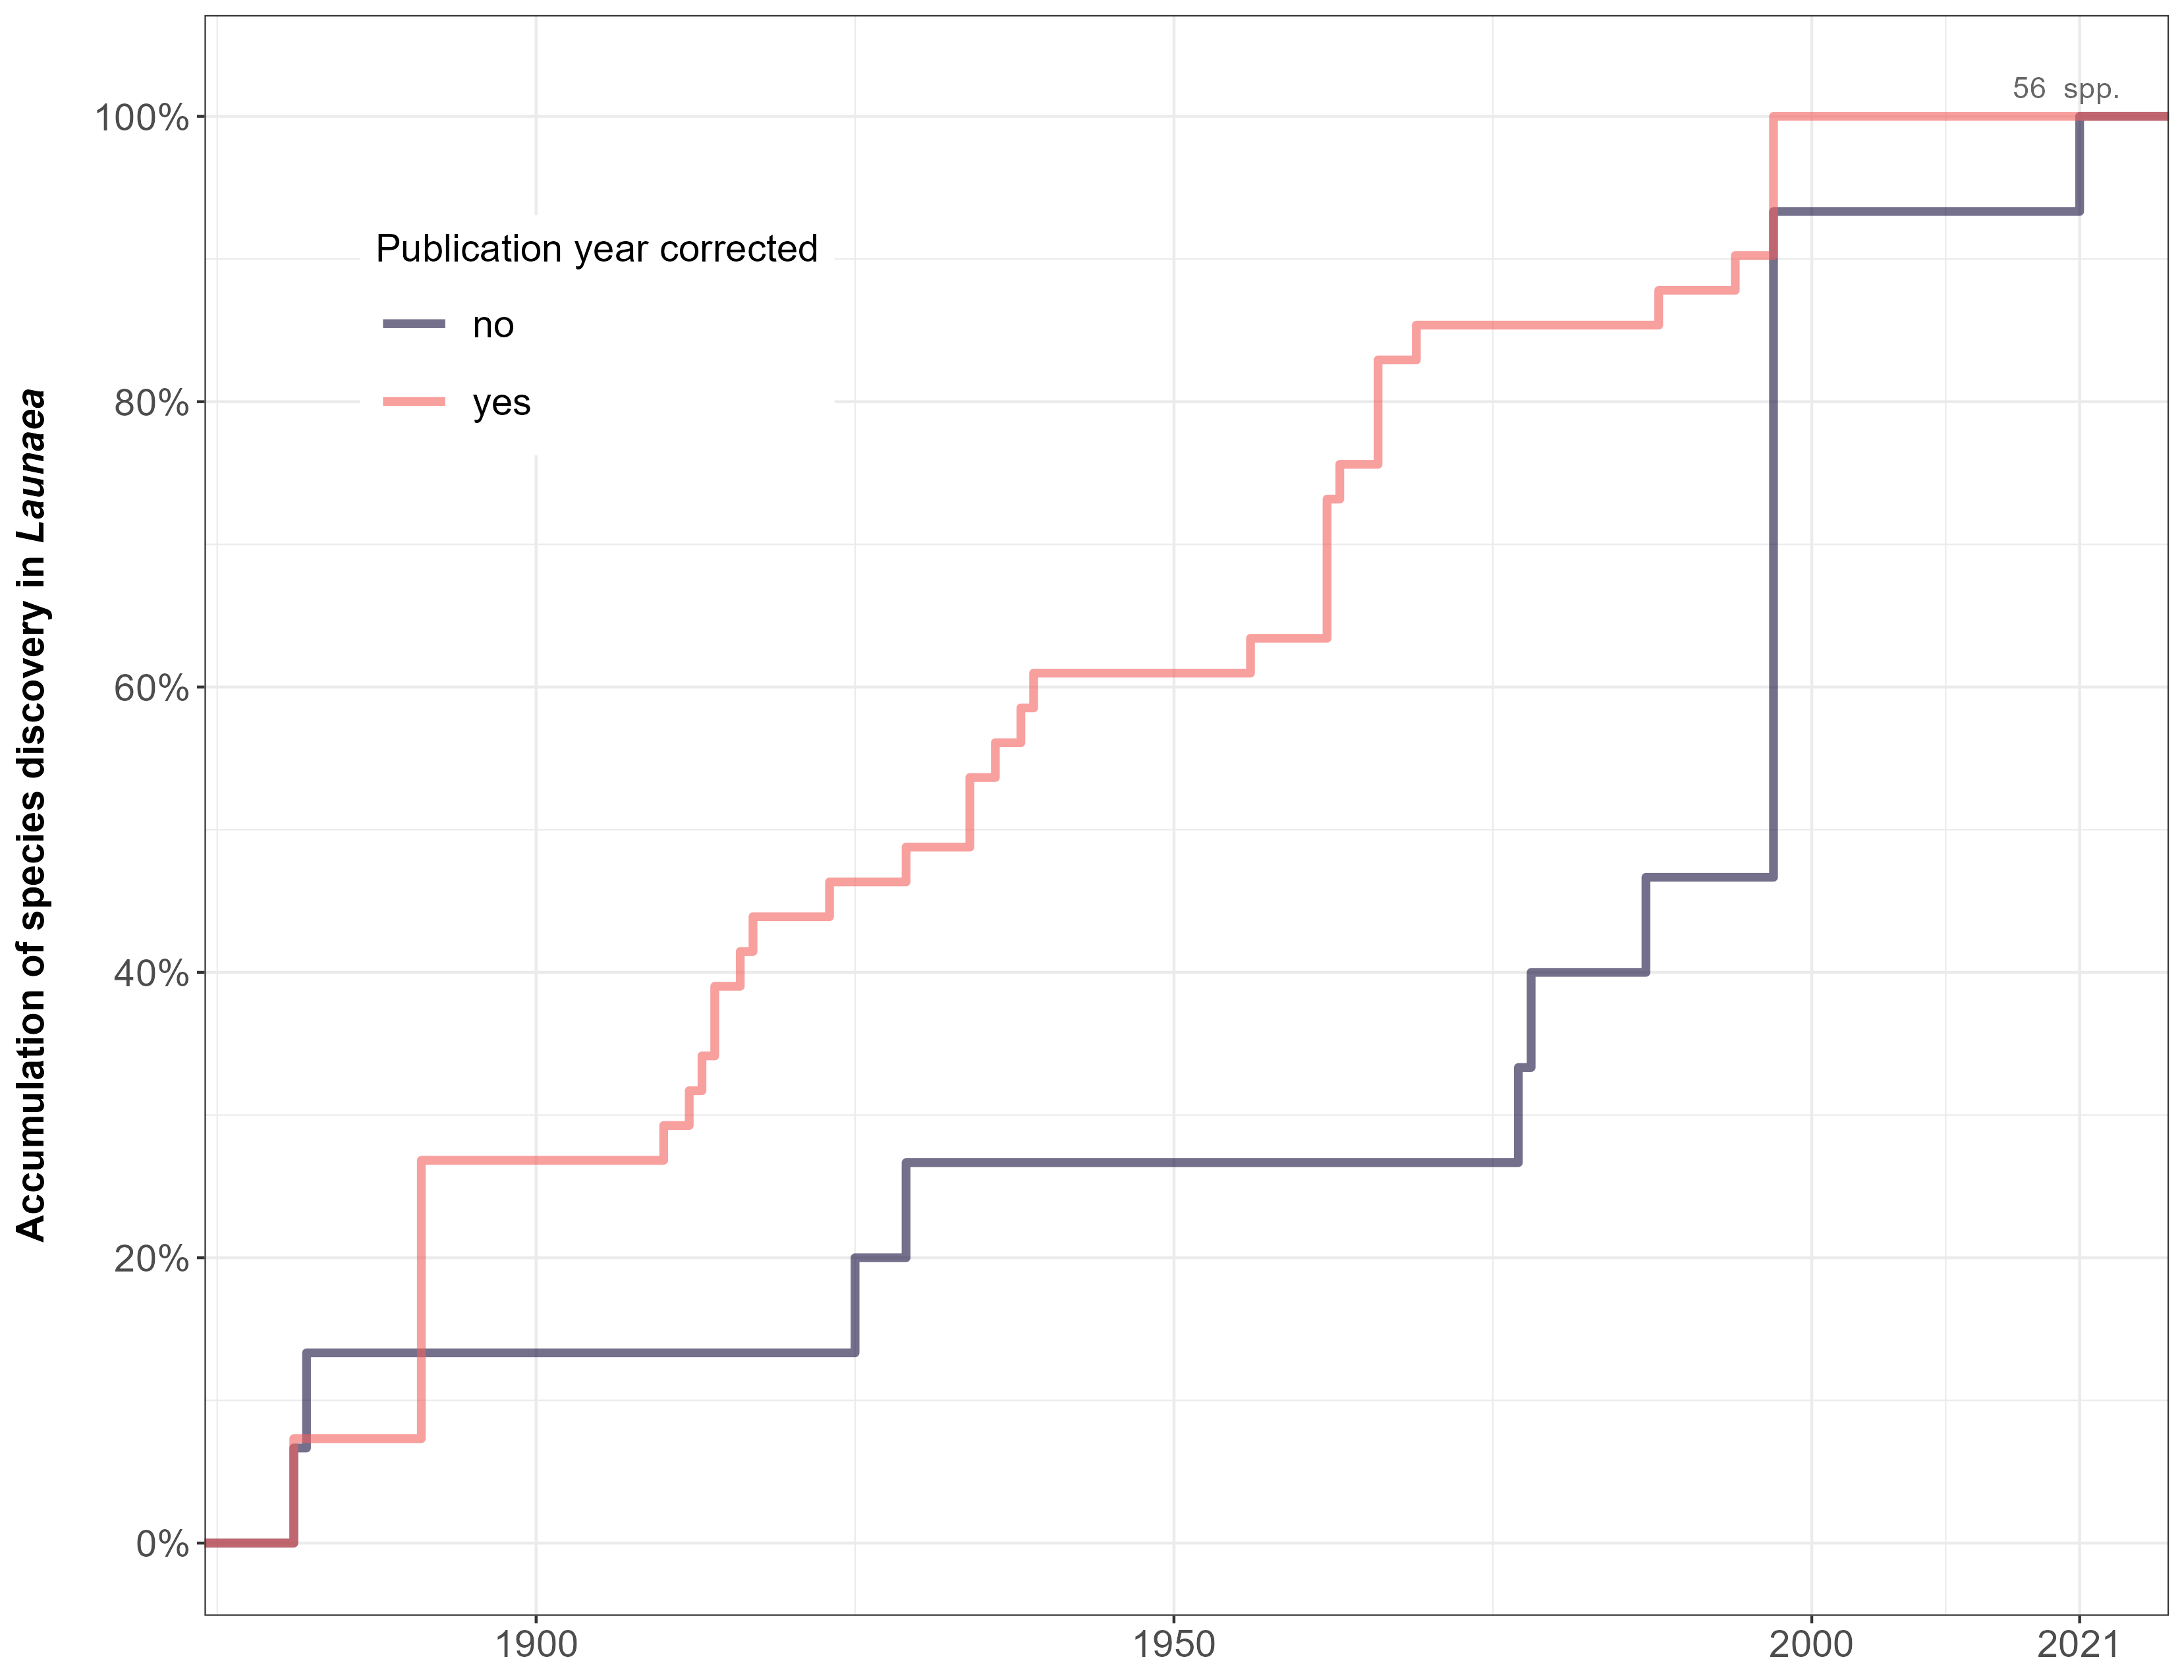 56 spp.
100%
Publication year corrected
no
yes
80%
60%
40%
20%
0%
Accumulation of species discovery in Launaea
1900
1950
2000
2021